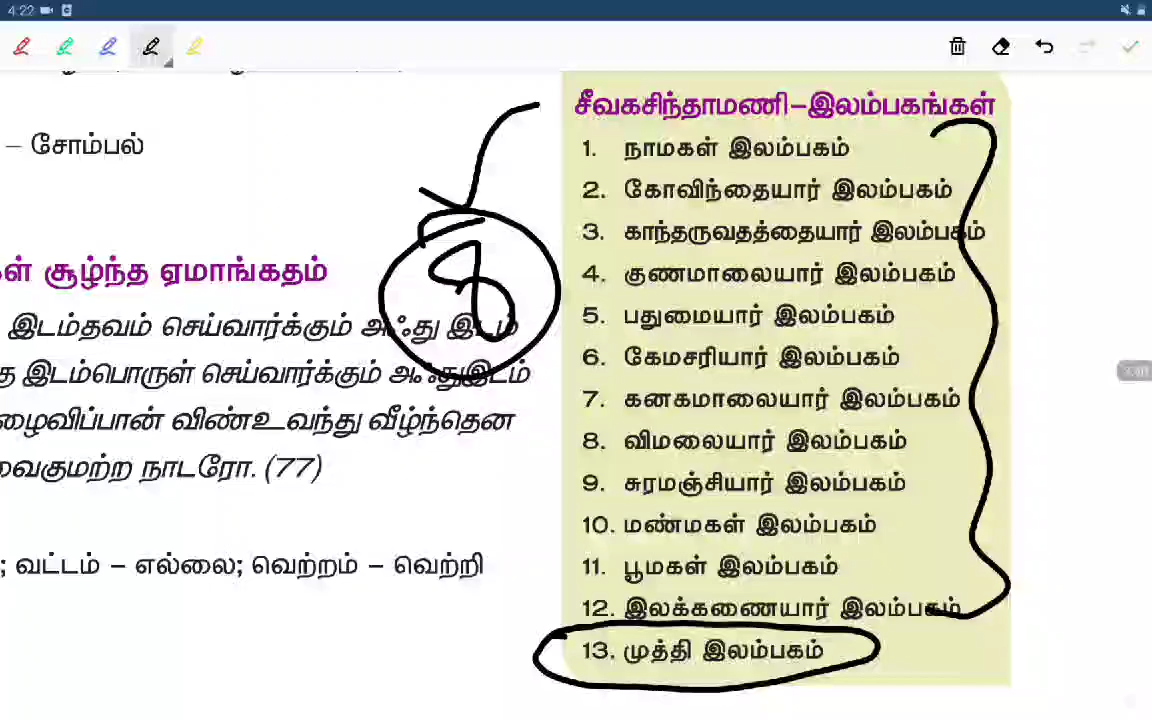 4:22
– சோம்பல்
சூழ்ந்த ஏமாங்கதம்
இடம்தவம் செய்வார்க்கும் அஃது இடம்
இடம்பொருள் செய்வார்க்கும் அஃதுஇடம்
விண்உவந்து வீழ்ந்தென
நாடரோ. (77)
; வட்டம் – எல்லை; வெற்றம் – வெற்றி
8
சீவகசிந்தாமணி–இலம்பகங்கள்
1. நாமகள் இலம்பகம்
2. கோவிந்தையார் இலம்பகம்
3. காந்தருவதத்தையார் இலம்பகம்
4. குணமாலையார் இலம்பகம்
5. பதுமையார் இலம்பகம்
6. கேமசரியார் இலம்பகம்
7. கனகமாலையார் இலம்பகம்
8. விமலையார் இலம்பகம்
9. சுரமஞ்சியார் இலம்பகம்
10. மண்மகள் இலம்பகம்
11. பூமகள் இலம்பகம்
12. இலக்கணையார் இலம்பகம்
13. முத்தி இலம்பகம்